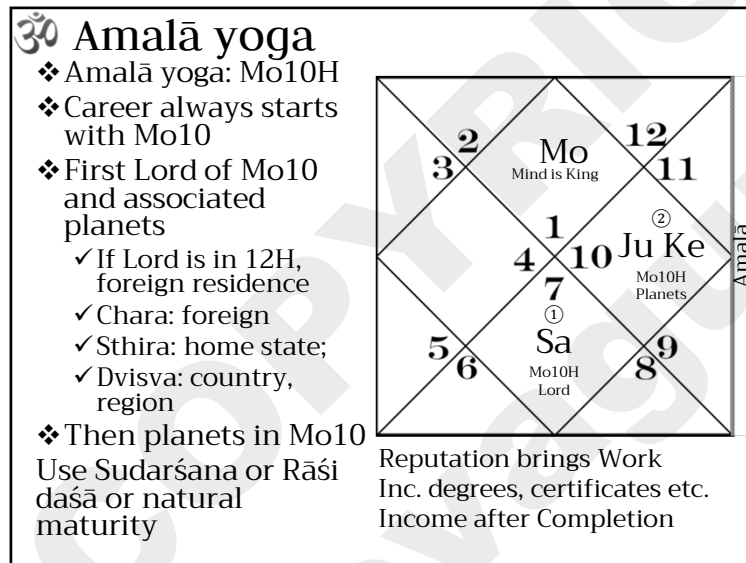 ॐ Amalā yoga
❖Amalā yoga: Mo10H
❖Career always starts
with Mo10
❖First Lord of Mo10
and associated
planets
✓If Lord is in 12H,
foreign residence
✓Chara: foreign
✓Sthira: home state;
✓Dvisva: country,
region
❖Then planets in Mo10
Use Sudarśana or Rāśi
daśā or natural
maturity
2
3
Mo
Mind is King
12
11
1
4
10
7
②
Ju Ke
Mo10H
Planets
Amalā
①
Sa
Mo10H
Lord
5
6
9
8
Reputation brings Work
Inc. degrees, certificates etc.
Income after Completion
COPYRIG
evagu